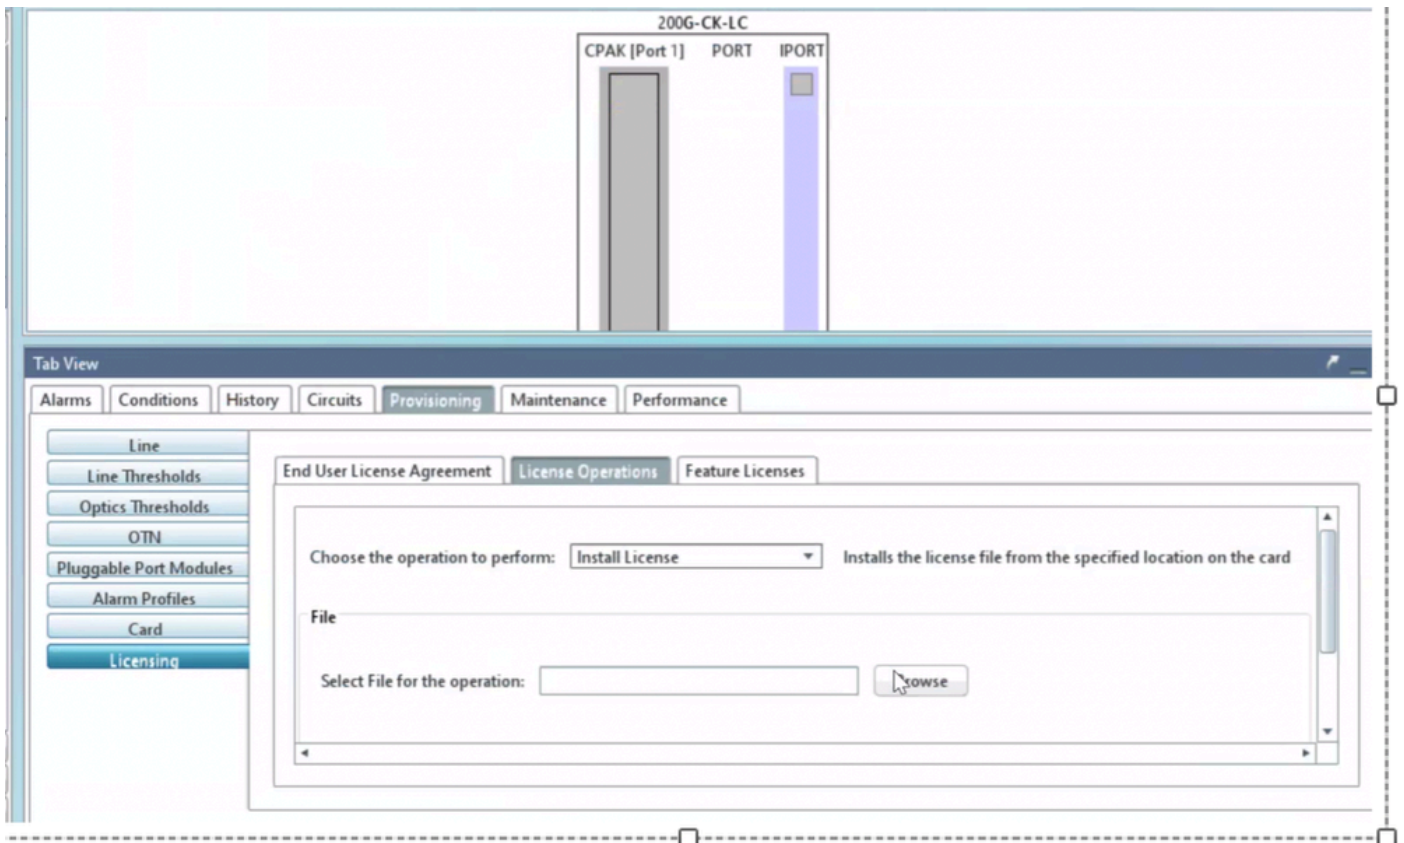 200G-CK-LC
CPAK [Port 1] PORT IPORT
Tab View
Alarms Conditions History Circuits Provisioning Maintenance Performance
Line
Line Thresholds
Optics Thresholds
OTN
Pluggable Port Modules
Alarm Profiles
Card
Licensing
End User License Agreement License Operations Feature Licenses
Choose the operation to perform: Install License Installs the license file from the specified location on the card
File
Select File for the operation: Browse